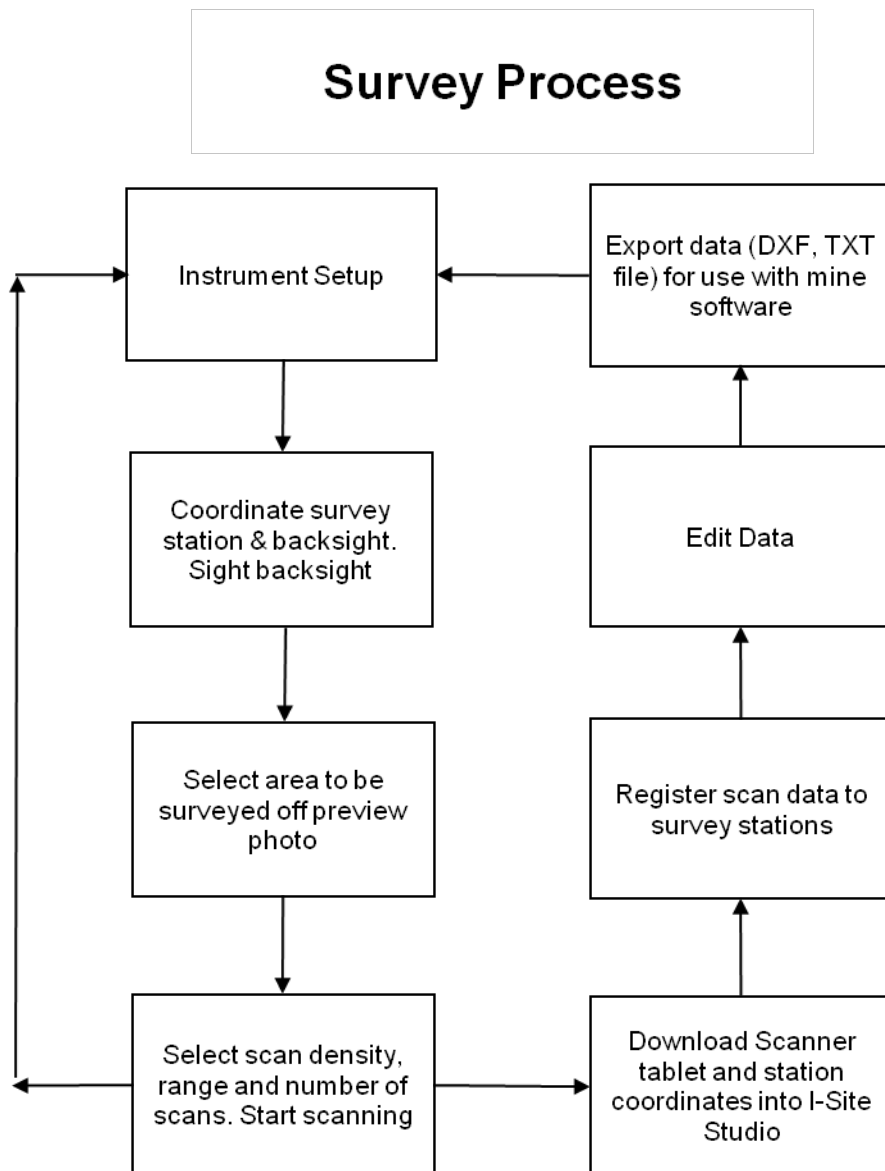 Survey Process
Instrument Setup
Coordinate survey
station & backsight.
Sight backsight
Select area to be
surveyed off preview
photo
Select scan density,
range and number of
scans. Start scanning
Download Scanner
tablet and station
coordinates into I-Site
Studio
Register scan data to
survey stations
Edit Data
Export data (DXF, TXT
file) for use with mine
software